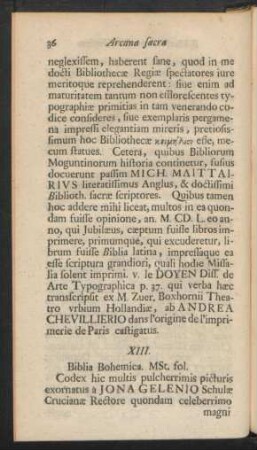 36 Arcana sacra
neglexissem, haberent sane, quod in me
docti Bibliothecæ Regiæ spectatores iure
meritoque reprehenderent: siue enim ad
maturitatem tantum non efflorescentes ty-
pographiæ primitias in tam venerando co-
dice consideres, siue exemplaris pergame-
na impressi elegantiam mireris, pretiosis-
simum hoc Bibliothecæ κειμήλιον esse, me-
cum statues. Cetera, quibus Bibliorum
Moguntinorum historia continetur, fusius
docuerunt passim MICH. MAITTAI-
RIVS literatissimus Anglus, & doctissimi
Biblioth. sacræ scriptores. Quibus tamen
hoc addere mihi liceat, multos in ea quon-
dam fuisse opinione, an. M. CD. L. eo an-
no, qui Jubilæus, cæptum fuisse libros im-
primere, primumque, qui excuderetur, li-
brum fuisse Biblia latina, impressaque ea
esse scriptura grandiori, quali hodie Missa-
lia solent imprimi. v. le DOYEN Diss. de
Arte Typographica p. 37. qui verba hæc
transcripsit ex M. Zuer, Boxhornii Thea-
tro vrbium Hollandiæ, ab ANDREA
CHEVILLIERIO dans l'origine de l'impri-
merie de Paris castigatus.
XIII.
Biblia Bohemica. MSt. fol.
Codex hic multis pulcherrimis picturis
exornatus a JONA GELENIO Scholæ
Crucianæ Rectore quondam celeberrimo
magni